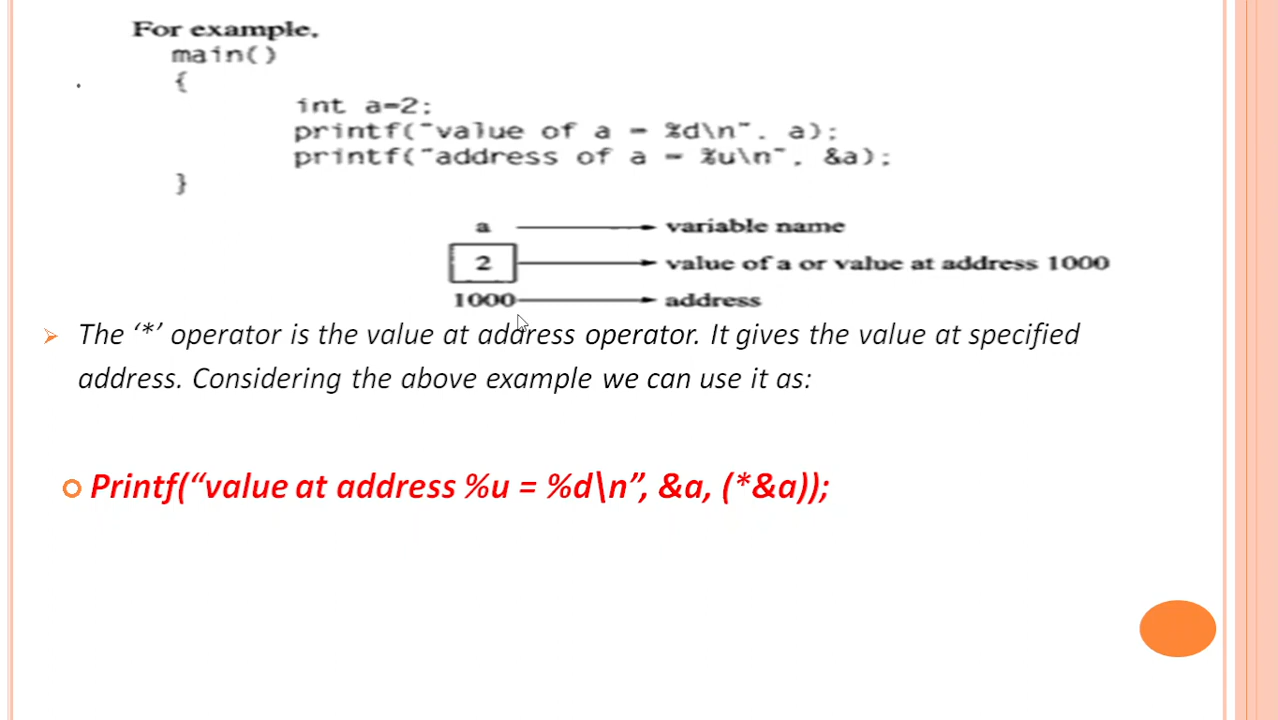 For example,
main()
{
int a=2;
printf("value of a = %d\n", a);
printf("address of a = %u\n", &a);
}
a variable name
2 value of a or value at address 1000
1000 address
The ‘*’ operator is the value at address operator. It gives the value at specified
address. Considering the above example we can use it as:
Printf(“value at address %u = %d\n”, &a, (*&a));